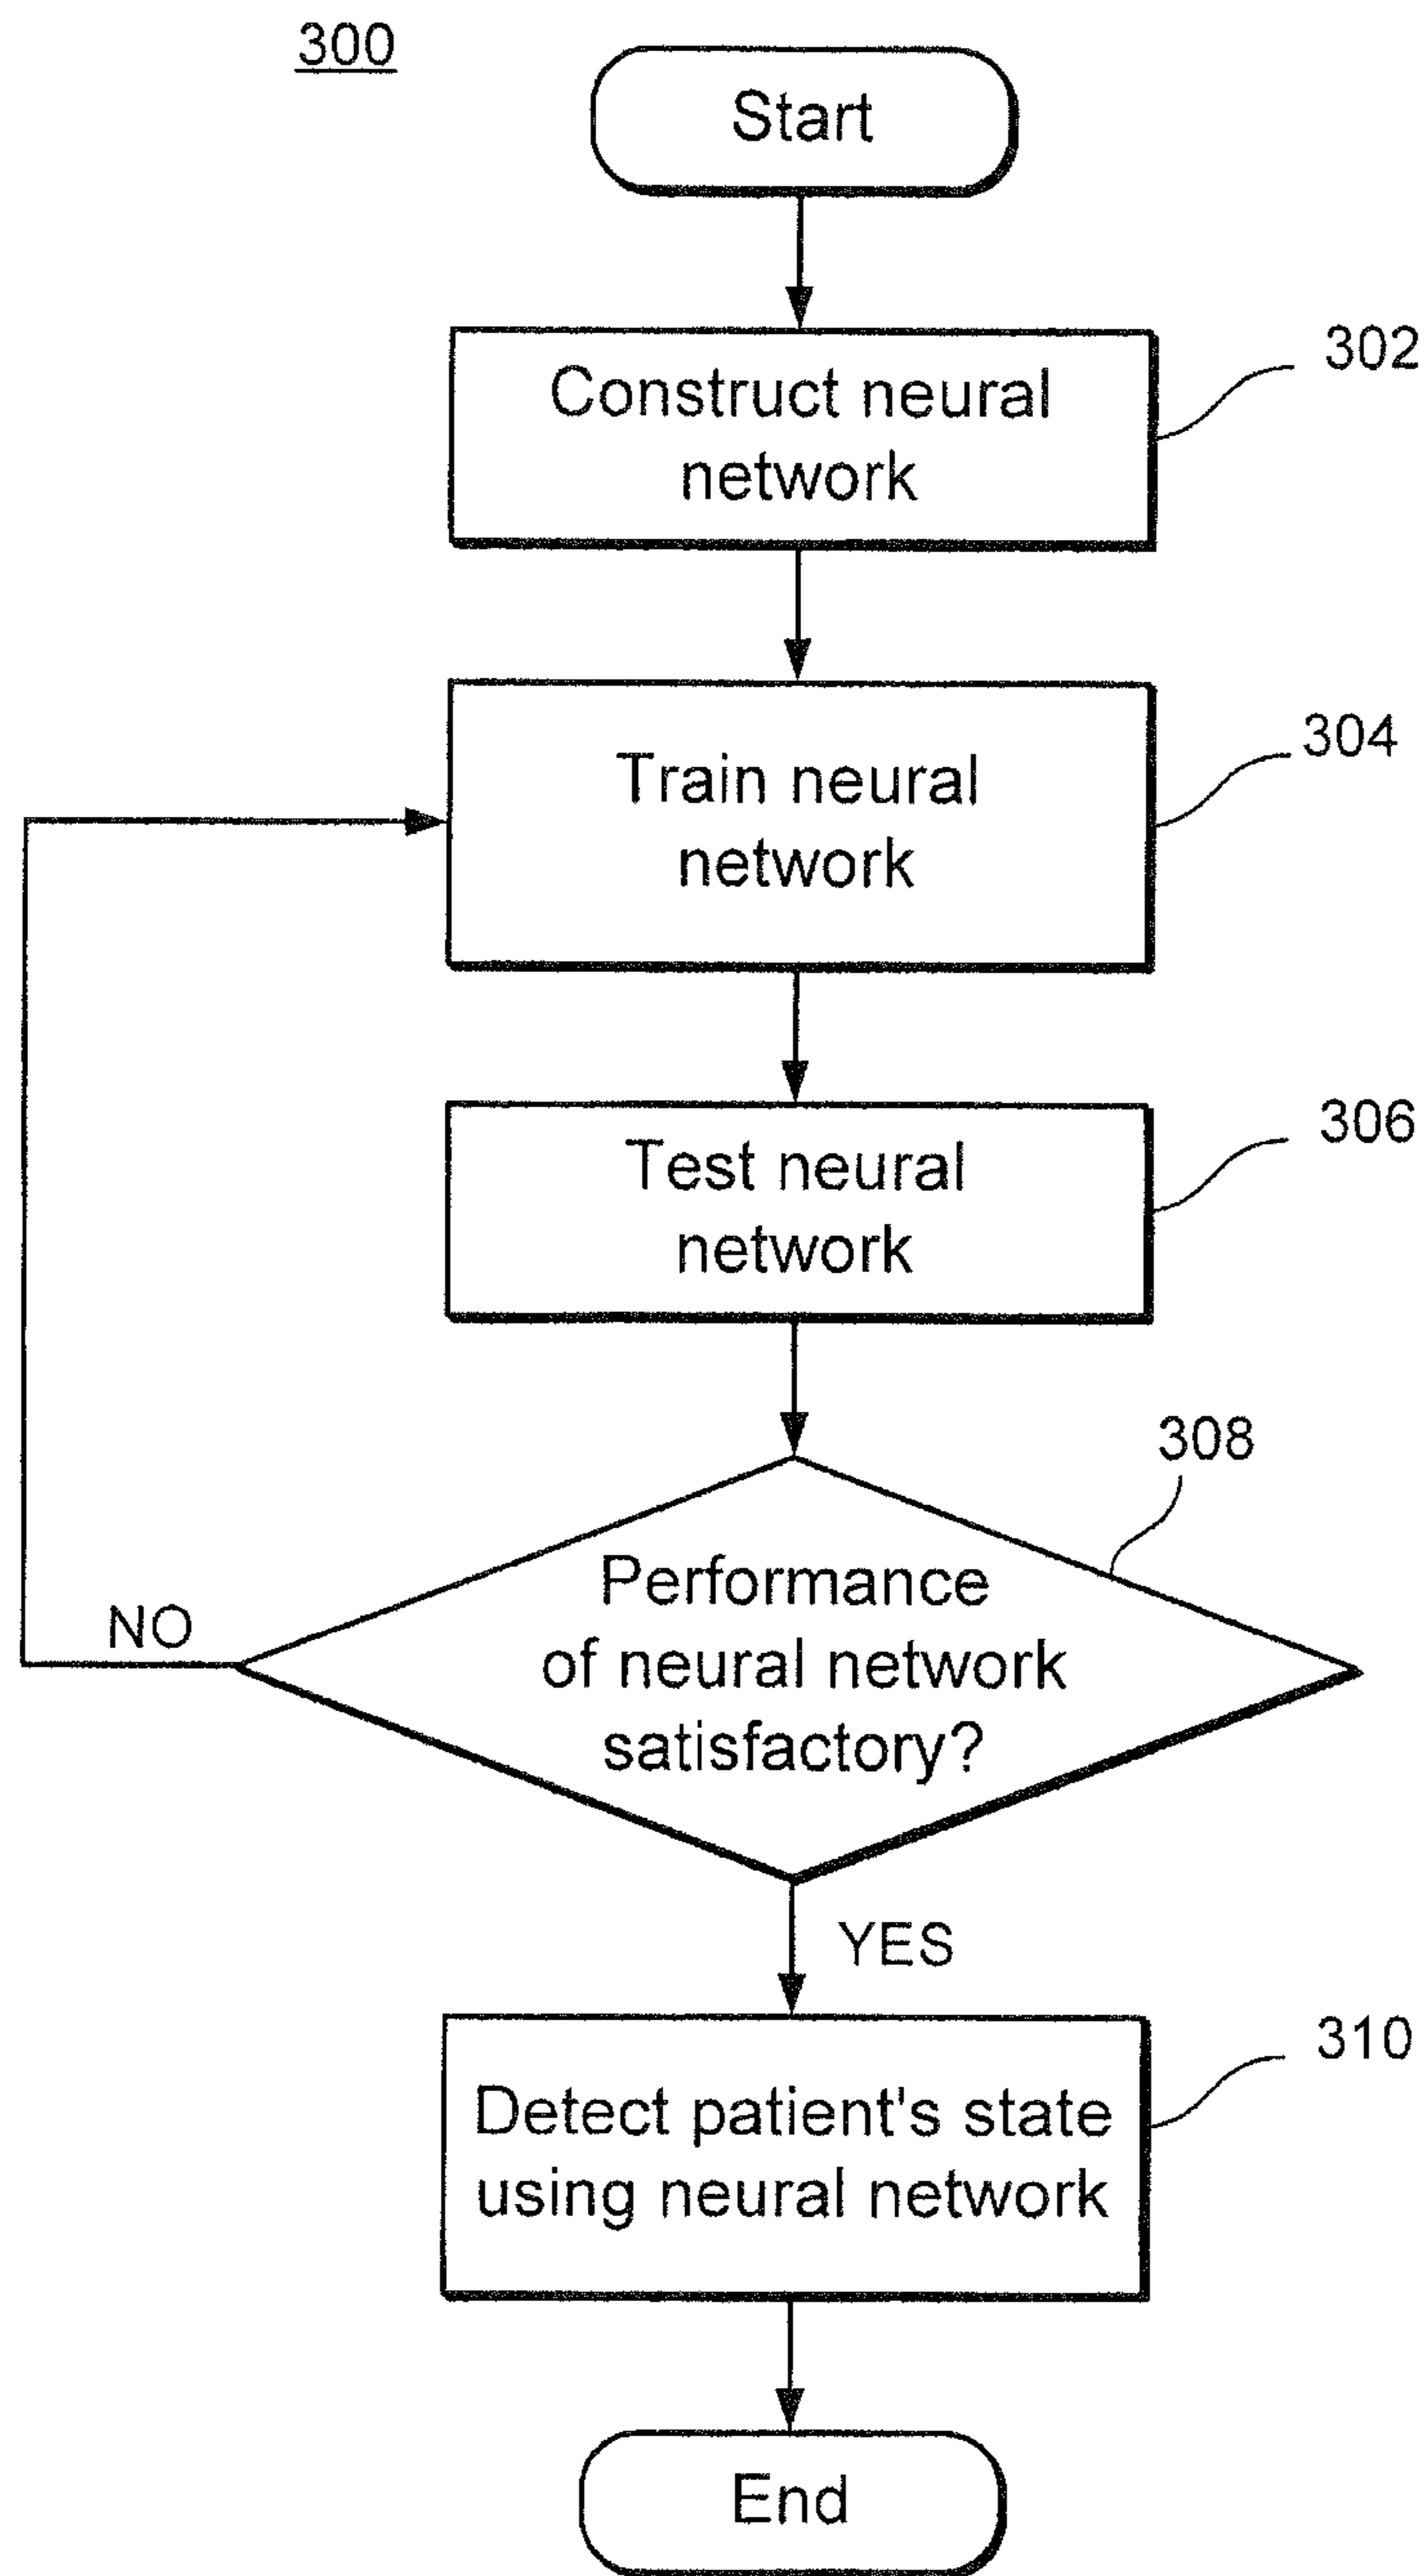 300
Start
Construct neural
network
302
Train neural
network
304
Test neural
network
306
308
Performance
of neural network
satisfactory?
NO
YES
Detect patient's state
using neural network
310
End